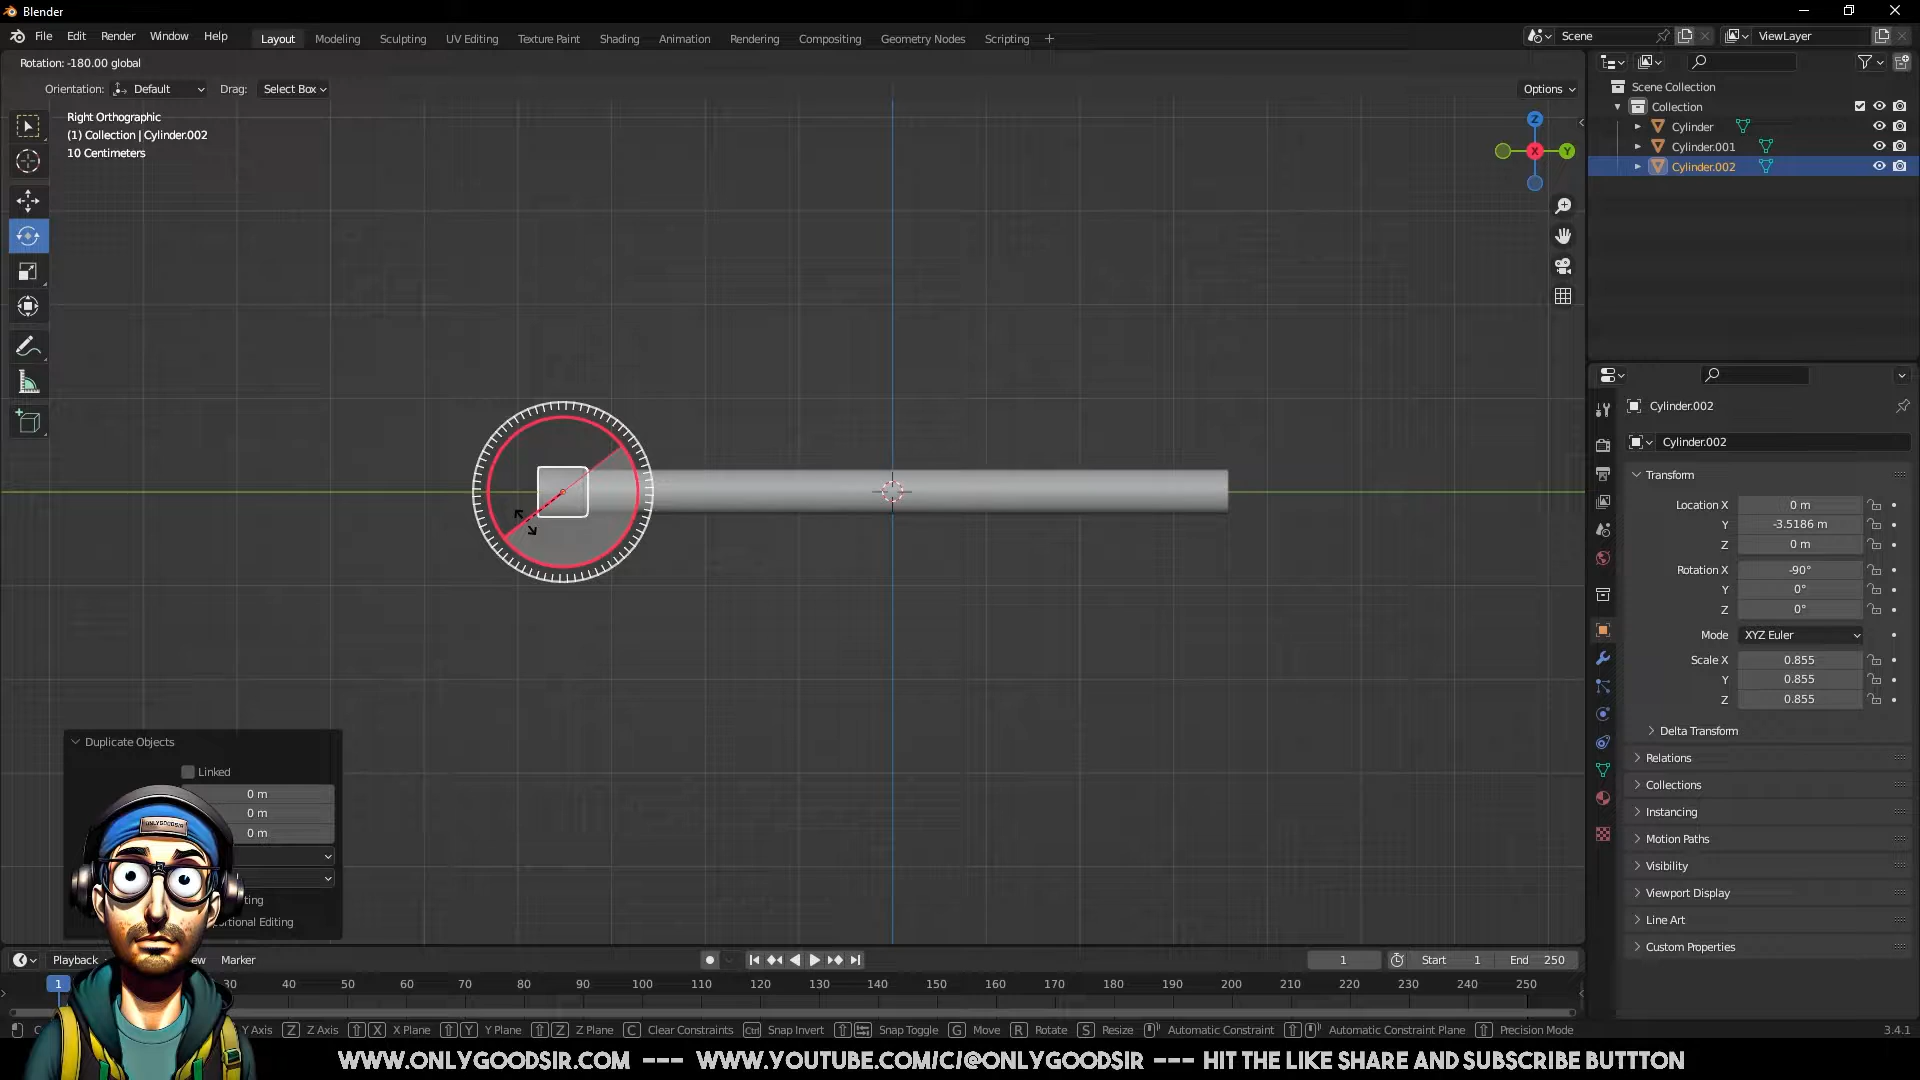 Blender
File Edit Render Window Help Layout Modeling Sculpting UV Editing Texture Paint Shading Animation Rendering Compositing Geometry Nodes Scripting + Scene ViewLayer
Rotation: -180.00 global
Orientation: Default Drag: Select Box Options
Right Orthographic
(1) Collection | Cylinder.002
10 Centimeters
Z
X
Y
Scene Collection
Collection
Cylinder
Cylinder.001
Cylinder.002
Cylinder.002
Cylinder.002
Transform
Location X 0 m
Y -3.5186 m
Z 0 m
Rotation X -90°
Y 0°
Z 0°
Mode XYZ Euler
Scale X 0.855
Y 0.855
Z 0.855
Delta Transform
Relations
Collections
Instancing
Motion Paths
Visibility
Viewport Display
Line Art
Custom Properties
Duplicate Objects
Linked
0 m
0 m
0 m
ting
ortional Editing
ONLYGOODSIR
Playback ew Marker 1 Start 1 End 250
1 30 40 50 60 70 80 90 100 110 120 130 140 150 160 170 180 190 200 210 220 230 240 250
Y Axis Z Z Axis X X Plane Y Y Plane Z Z Plane C Clear Constraints Ctrl Snap Invert Snap Toggle G Move R Rotate S Resize Automatic Constraint Automatic Constraint Plane Precision Mode 3.4.1
WWW.ONLYGOODSIR.COM --- WWW.YOUTUBE.COM/C/@ONLYGOODSIR --- HIT THE LIKE SHARE AND SUBSCRIBE BUTTTON